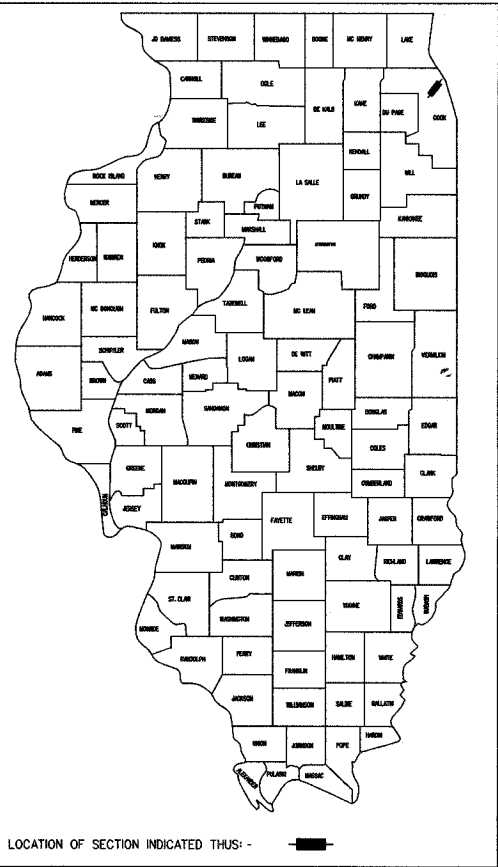 JO DAVIESS STEVENSON WINNEBAGO BOONE MC HENRY LAKE
CARROLL OGLE DE KALB KANE DU PAGE COOK
WHITESIDE LEE
KENDALL WILL
ROCK ISLAND HENRY BUREAU LA SALLE GRUNDY
MERCER PUTNAM KANKAKEE
STARK MARSHALL
KNOX PEORIA WOODFORD IROQUOIS
HENDERSON WARREN
HANCOCK MC DONOUGH FULTON TAZEWELL MC LEAN FORD
MASON DE WITT CHAMPAIGN VERMILION
ADAMS SCHUYLER LOGAN PIATT
BROWN CASS MENARD MACON
PIKE SCOTT MORGAN SANGAMON MOULTRIE DOUGLAS EDGAR
CHRISTIAN COLES
GREENE MACOUPIN MONTGOMERY SHELBY CUMBERLAND CLARK
CALHOUN JERSEY FAYETTE EFFINGHAM JASPER CRAWFORD
MADISON BOND
CLAY RICHLAND LAWRENCE
ST. CLAIR CLINTON MARION
WAYNE EDWARDS WABASH
MONROE WASHINGTON JEFFERSON
RANDOLPH PERRY HAMILTON WHITE
FRANKLIN
JACKSON WILLIAMSON SALINE GALLATIN
UNION JOHNSON POPE HARDIN
ALEXANDER PULASKI MASSAC
LOCATION OF SECTION INDICATED THUS: -